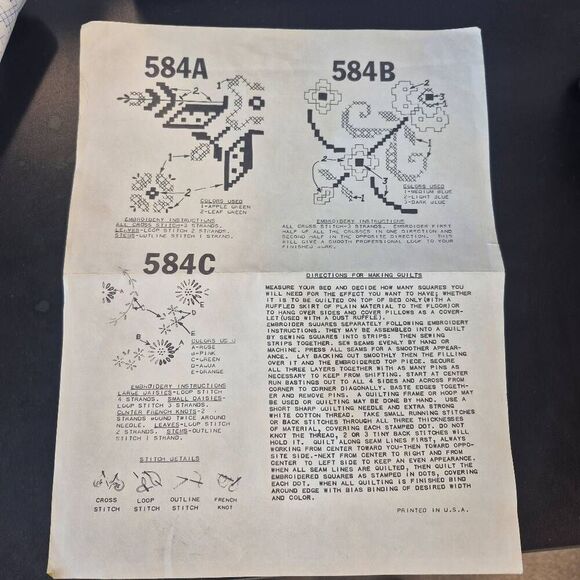 584A
1
2
1
2
COLORS USED
1-APPLE GREEN
2-LEAF GREEN
EMBROIDERY INSTRUCTIONS
ALL CROSS STITCH-3 STRANDS.
LEAVES-LOOP STITCH 2 STRANDS.
STEMS-OUTLINE STITCH 1 STRAND.
584B
2
3
1
1
3
2
COLORS USED
1-MEDIUM BLUE
2-LIGHT BLUE
3-DARK BLUE
EMBROIDERY INSTRUCTIONS
ALL CROSS STITCH-3 STRANDS. EMBROIDER FIRST
HALF OF ALL THE CROSSES IN ONE DIRECTION AND
SECOND HALF IN THE OPPOSITE DIRECTION. THIS
WILL GIVE A SMOOTH PROFESSIONAL LOOK TO YOUR
FINISHED WORK.
584C
COLORS USED
A-ROSE
B-PINK
C-GREEN
D-AQUA
E-ORANGE
EMBROIDERY INSTRUCTIONS
LARGE DAISIES-LOOP STITCH
4 STRANDS. SMALL DAISIES-
LOOP STITCH 3 STRANDS.
CENTER FRENCH KNOTS-2
STRANDS WOUND TWICE AROUND
NEEDLE. LEAVES-LOOP STITCH
2 STRANDS. STEMS-OUTLINE
STITCH 1 STRAND.
STITCH DETAILS
CROSS STITCH
LOOP STITCH
OUTLINE STITCH
FRENCH KNOT
DIRECTIONS FOR MAKING QUILTS
MEASURE YOUR BED AND DECIDE HOW MANY SQUARES YOU
WILL NEED FOR THE EFFECT YOU WANT TO HAVE; WHETHER
IT IS TO BE QUILTED ON TOP OF BED ONLY(WITH A
RUFFLED SKIRT OF PLAIN MATERIAL TO THE FLOOR)OR
TO HANG OVER SIDES AND COVER PILLOWS AS A COVER-
LET(USED WITH A DUST RUFFLE).
EMBROIDER SQUARES SEPARATELY FOLLOWING EMBROIDERY
INSTRUCTIONS. THEY MAY BE ASSEMBLED INTO A QUILT
BY SEWING SQUARES INTO STRIPS: THEN SEWING
STRIPS TOGETHER. SEW SEAMS EVENLY BY HAND OR
MACHINE. PRESS ALL SEAMS FOR A SMOOTHER APPEAR-
ANCE. LAY BACKING OUT SMOOTHLY THEN THE FILLING
OVER IT AND THE EMBROIDERED TOP PIECE. SECURE
ALL THREE LAYERS TOGETHER WITH AS MANY PINS AS
NECESSARY TO KEEP FROM SHIFTING. START AT CENTER
RUN BASTINGS OUT TO ALL 4 SIDES AND ACROSS FROM
CORNER TO CORNER DIAGONALLY. BASTE EDGES TOGETH-
ER AND REMOVE PINS. A QUILTING FRAME OR HOOP MAY
BE USED OR QUILTING MAY BE DONE BY HAND. USE A
SHORT SHARP QUILTING NEEDLE AND EXTRA STRONG
WHITE COTTON THREAD. TAKE SMALL RUNNING STITCHES
OR BACK STITCHES THROUGH ALL THREE THICKNESSES
OF MATERIAL, COVERING EACH STAMPED DOT. DO NOT
KNOT THE THREAD, 2 OR 3 TINY BACK STITCHES WILL
HOLD IT. QUILT ALONG SEAM LINES FIRST, ALWAYS
WORKING FROM CENTER TOWARD YOU-THEN TOWARD OPPO-
SITE SIDE.-NEXT FROM CENTER TO RIGHT AND FROM
CENTER TO LEFT SIDE TO KEEP AN EVEN APPEARANCE.
WHEN ALL SEAM LINES ARE QUILTED, THEN QUILT THE
EMBROIDERED SQUARES AS STAMPED IN DOTS, COVERING
EACH DOT. WHEN ALL QUILTING IS FINISHED BIND
AROUND EDGE WITH BIAS BINDING OF DESIRED WIDTH
AND COLOR.
PRINTED IN U.S.A.